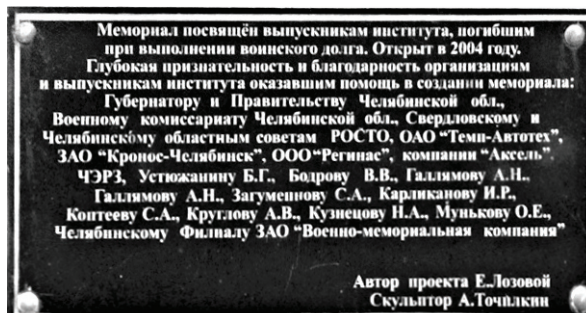 Мемориал посвящён выпускникам института, погибшим
при выполнении воинского долга. Открыт в 2004 году.
Глубокая признательность и благодарность организациям
и выпускникам института оказавшим помощь в создании мемориала:
Губернатору и Правительству Челябинской обл.,
Военному комиссариату Челябинской обл., Свердловскому и
Челябинскому областным советам РОСТО, ОАО "Темп-Автотех",
ЗАО "Кронос-Челябинск", ООО "Регинас", компании "Аксель".
ЧЭРЗ, Устюжанину Б.Г., Бодрову В.В., Галлямову А.Н.,
Галлямову А.Н., Загуменнову С.А., Карликанову И.Р.,
Коптееву С.А., Круглову А.В., Кузнецову Н.А., Мунькову О.Е.,
Челябинскому Филиалу ЗАО "Военно-мемориальная компания"
Автор проекта Е.Лозовой
Скульптор А.Точилкин